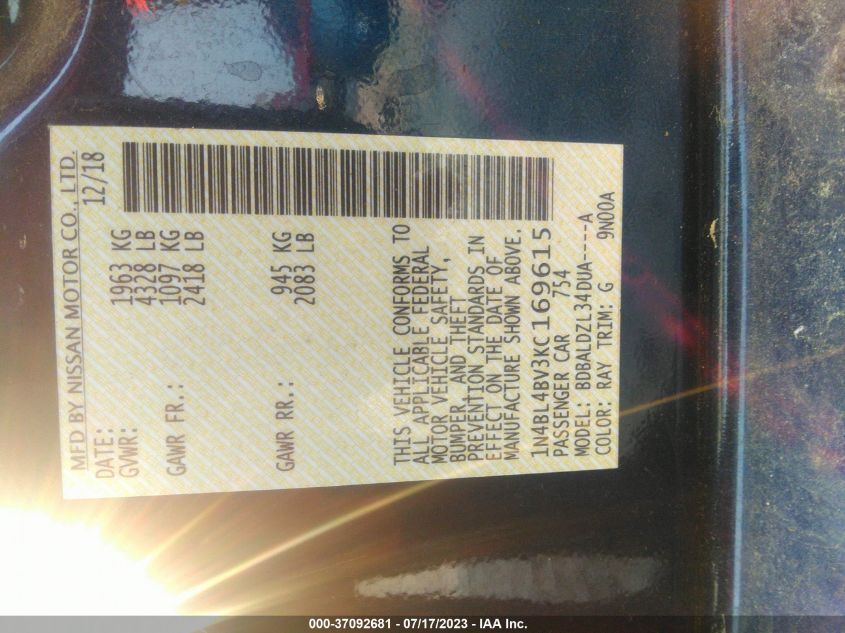 MFD BY NISSAN MOTOR CO., LTD.
DATE: 12/18
GVWR: 1963 KG
4328 LB
GAWR FR.: 1097 KG
2418 LB
GAWR RR.: 945 KG
2083 LB
THIS VEHICLE CONFORMS TO
ALL APPLICABLE FEDERAL
MOTOR VEHICLE SAFETY,
BUMPER, AND THEFT
PREVENTION STANDARDS IN
EFFECT ON THE DATE OF
MANUFACTURE SHOWN ABOVE.
1N4BL4BV3KC169615
PASSENGER CAR 754
MODEL: BDBALDZL34DUA----A
COLOR: RAY TRIM: G 9N00A
000-37092681 - 07/17/2023 - IAA Inc.